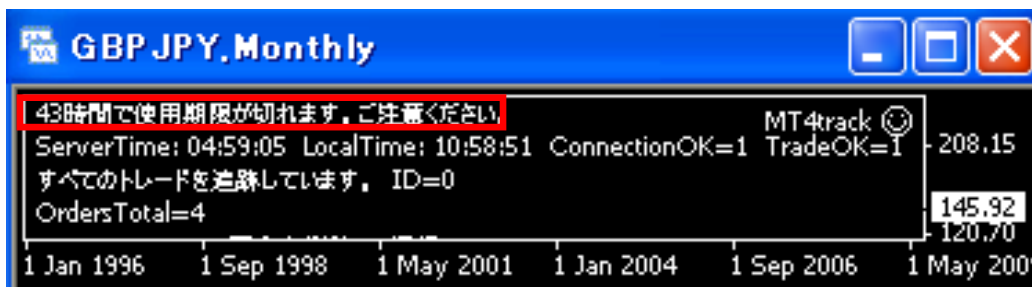 GBPJPY,Monthly
43時間で使用期限が切れます。ご注意ください。
MT4track
ServerTime: 04:59:05 LocalTime: 10:58:51 ConnectionOK=1 TradeOK=1
208.15
すべてのトレードを追跡しています。 ID=0
OrdersTotal=4
145.92
120.70
1 Jan 1996 1 Sep 1998 1 May 2001 1 Jan 2004 1 Sep 2006 1 May 200